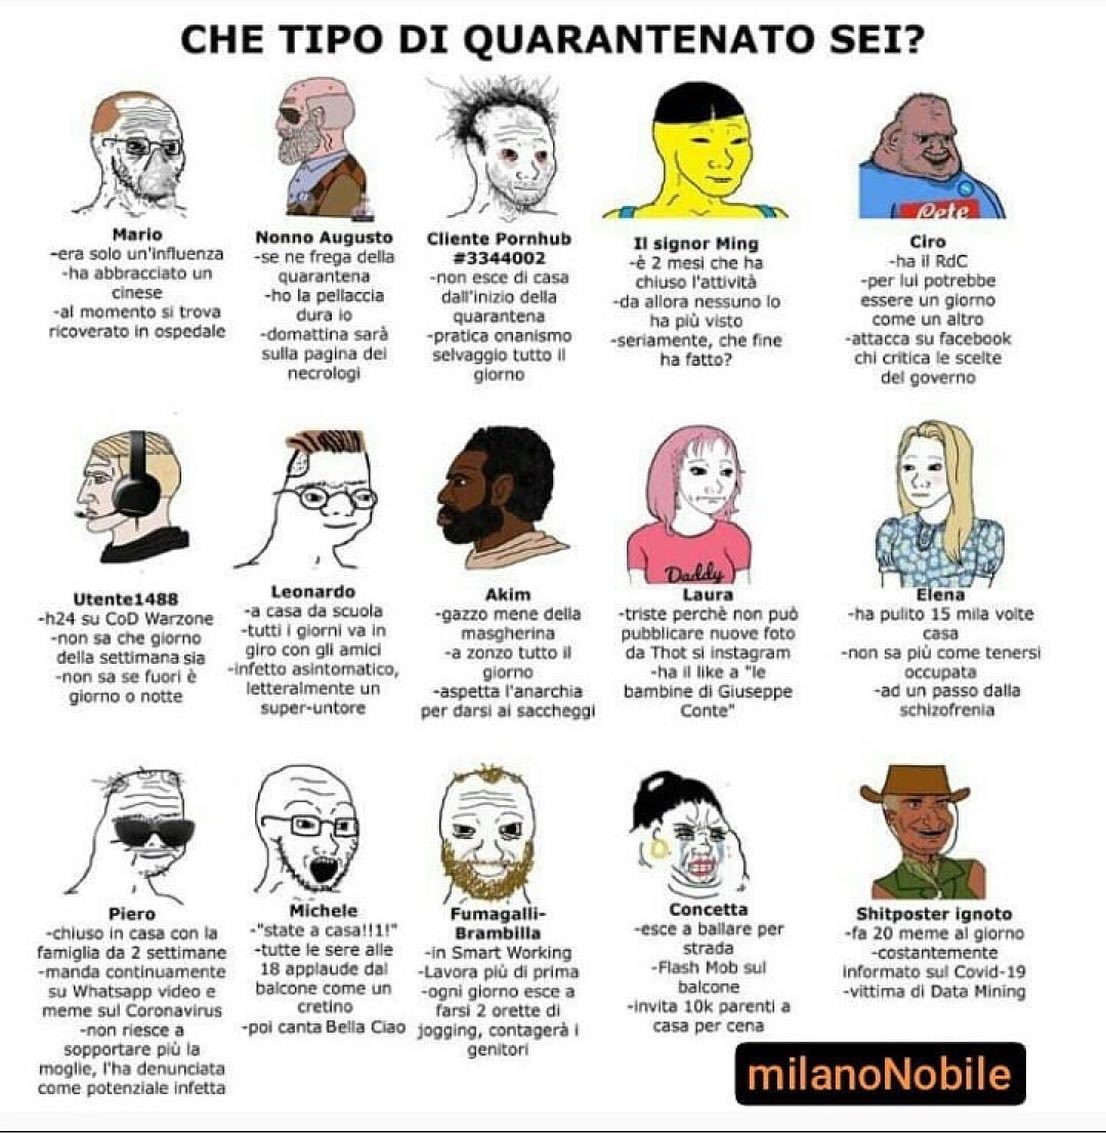 CHE TIPO DI QUARANTENATO SEI?
Mario
-era solo un'influenza
-ha abbracciato un
cinese
-al momento si trova
ricoverato in ospedale
Nonno Augusto
-se ne frega della
quarantena
-ho la pellaccia
dura io
-domattina sarà
sulla pagina dei
necrologi
Cliente Pornhub
#3344002
-non esce di casa
dall'inizio della
quarantena
-pratica onanismo
selvaggio tutto il
giorno
Il signor Ming
-è 2 mesi che ha
chiuso l'attività
-da allora nessuno lo
ha più visto
-seriamente, che fine
ha fatto?
Pete
Ciro
-ha il RdC
-per lui potrebbe
essere un giorno
come un altro
-attacca su facebook
chi critica le scelte
del governo
Utente1488
-h24 su CoD Warzone
-non sa che giorno
della settimana sia
-non sa se fuori è
giorno o notte
Leonardo
-a casa da scuola
-tutti i giorni va in
giro con gli amici
-infetto asintomatico,
letteralmente un
super-untore
Akim
-gazzo mene della
masgherina
-a zonzo tutto il
giorno
-aspetta l'anarchia
per darsi ai saccheggi
Daddy
Laura
-triste perchè non può
pubblicare nuove foto
da Thot si instagram
-ha il like a "le
bambine di Giuseppe
Conte"
Elena
-ha pulito 15 mila volte
casa
-non sa più come tenersi
occupata
-ad un passo dalla
schizofrenia
Piero
-chiuso in casa con la
famiglia da 2 settimane
-manda continuamente
su Whatsapp video e
meme sul Coronavirus
-non riesce a
sopportare più la
moglie, l'ha denunciata
come potenziale infetta
Michele
-"state a casa!!1!"
-tutte le sere alle
18 applaude dal
balcone come un
cretino
-poi canta Bella Ciao
Fumagalli-
Brambilla
-in Smart Working
-Lavora più di prima
-ogni giorno esce a
farsi 2 orette di
jogging, contagerà i
genitori
Concetta
-esce a ballare per
strada
-Flash Mob sul
balcone
-invita 10k parenti a
casa per cena
Shitposter ignoto
-fa 20 meme al giorno
-costantemente
informato sul Covid-19
-vittima di Data Mining
milanoNobile